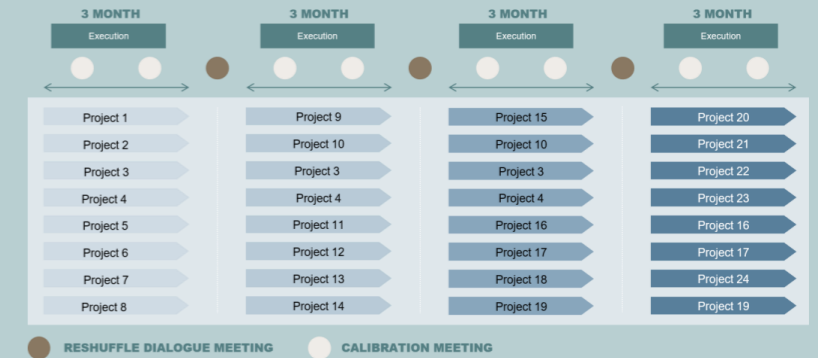 3 MONTH 3 MONTH 3 MONTH 3 MONTH
Execution Execution Execution Execution
Project 1 Project 9 Project 15 Project 20
Project 2 Project 10 Project 10 Project 21
Project 3 Project 3 Project 3 Project 22
Project 4 Project 4 Project 4 Project 23
Project 5 Project 11 Project 16 Project 16
Project 6 Project 12 Project 17 Project 17
Project 7 Project 13 Project 18 Project 24
Project 8 Project 14 Project 19 Project 19
RESHUFFLE DIALOGUE MEETING CALIBRATION MEETING